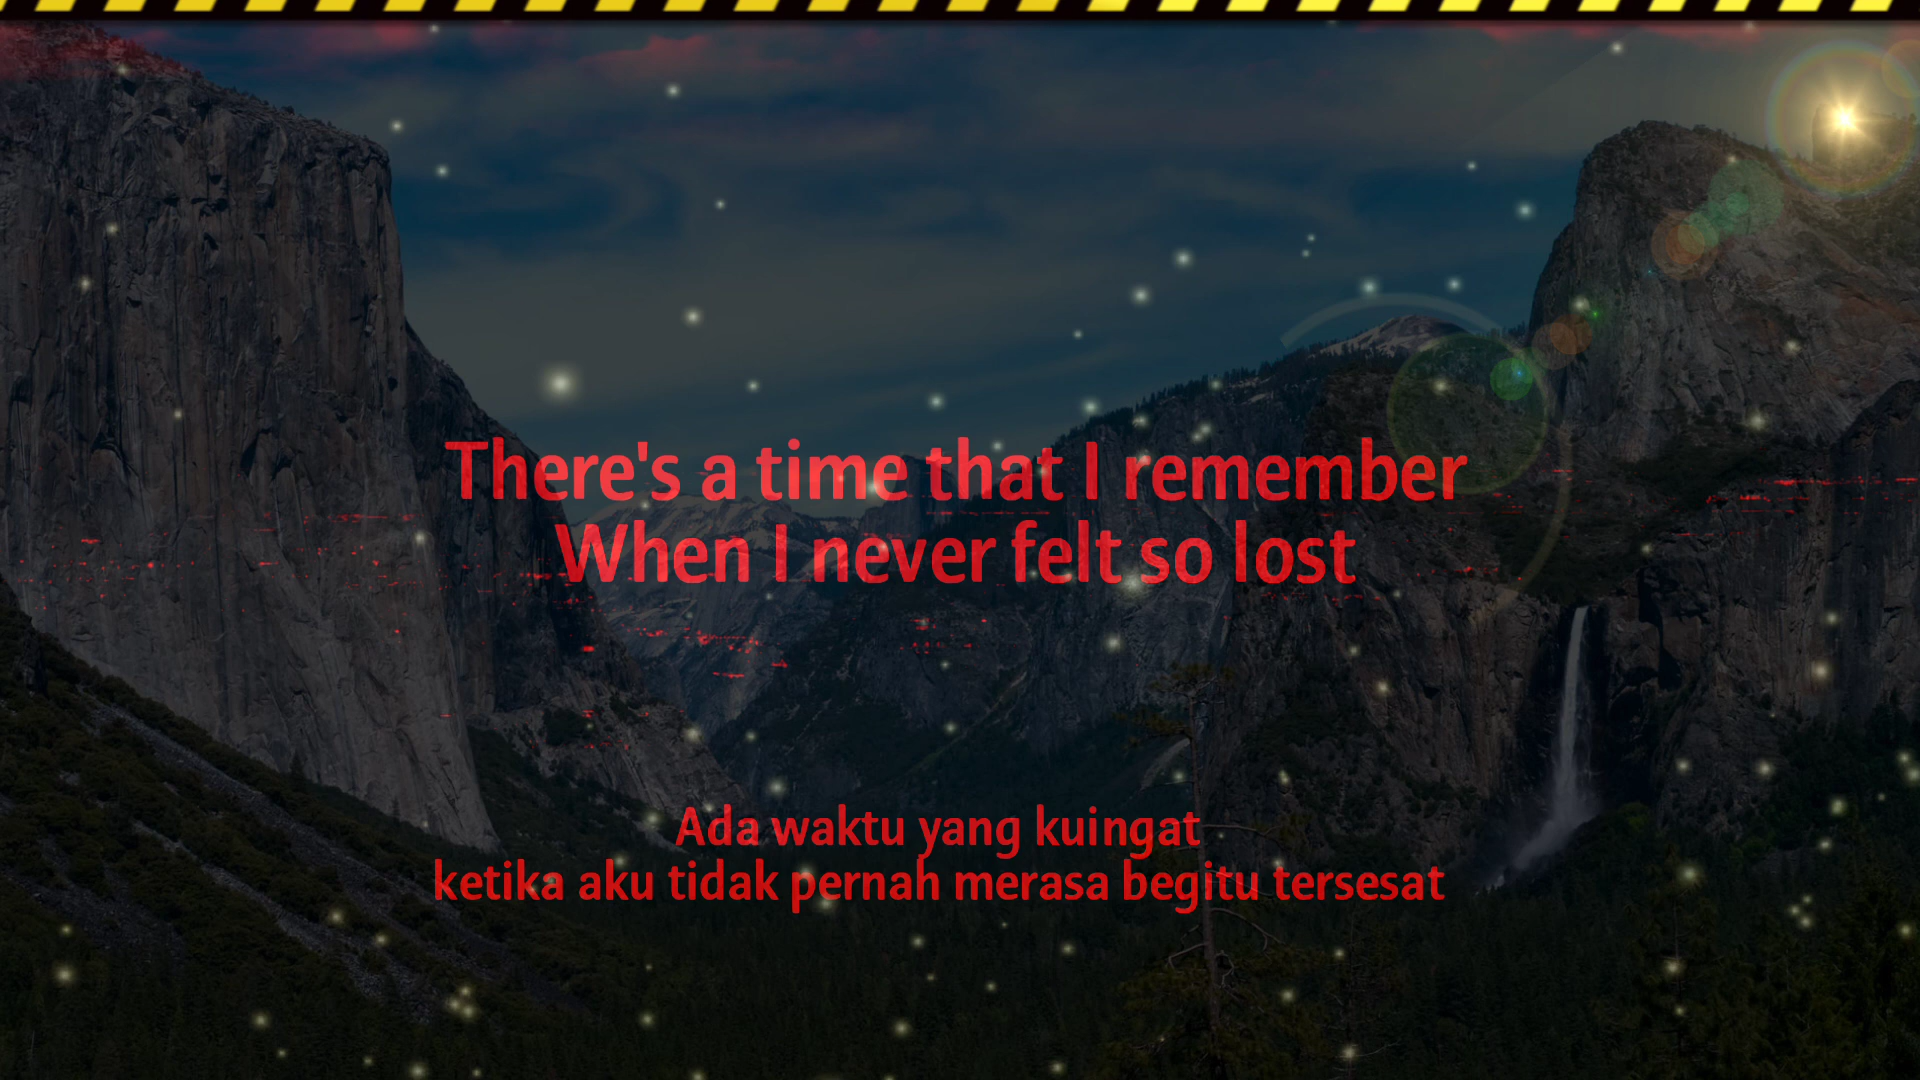 There's a time that I remember
When I never felt so lost
Ada waktu yang kuingat
ketika aku tidak pernah merasa begitu tersesat